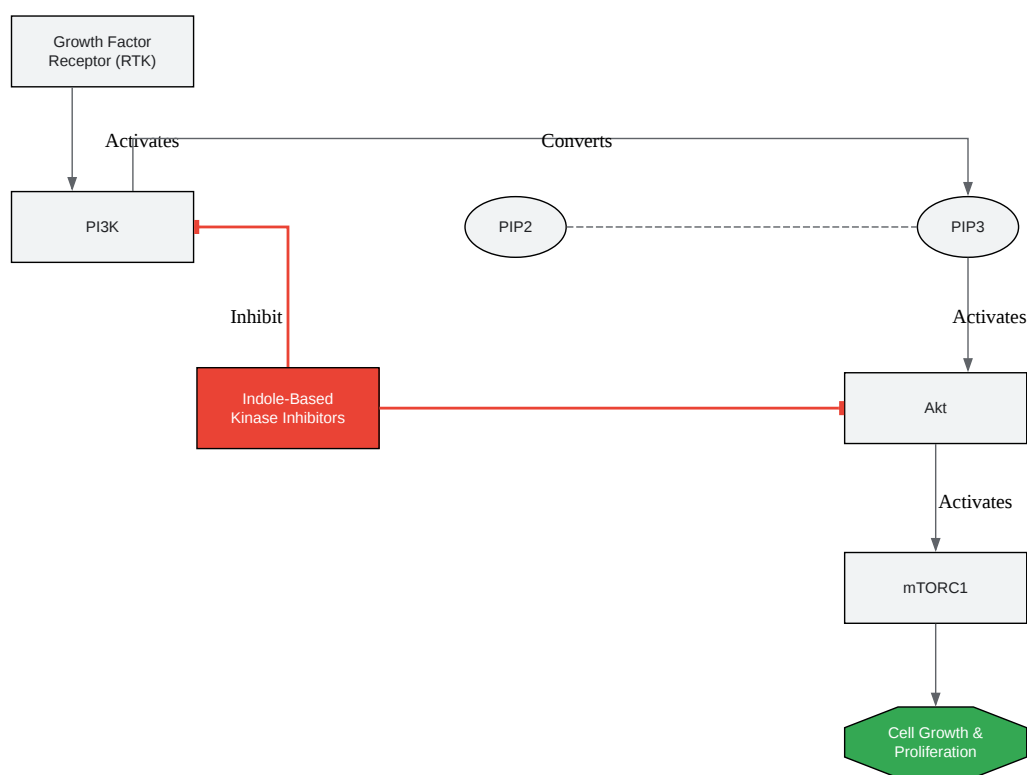 Growth Factor
Receptor (RTK)
Activates
Converts
PI3K
PIP2
PIP3
Inhibit
Activates
Indole-Based
Kinase Inhibitors
Akt
Activates
mTORC1
Cell Growth &
Proliferation